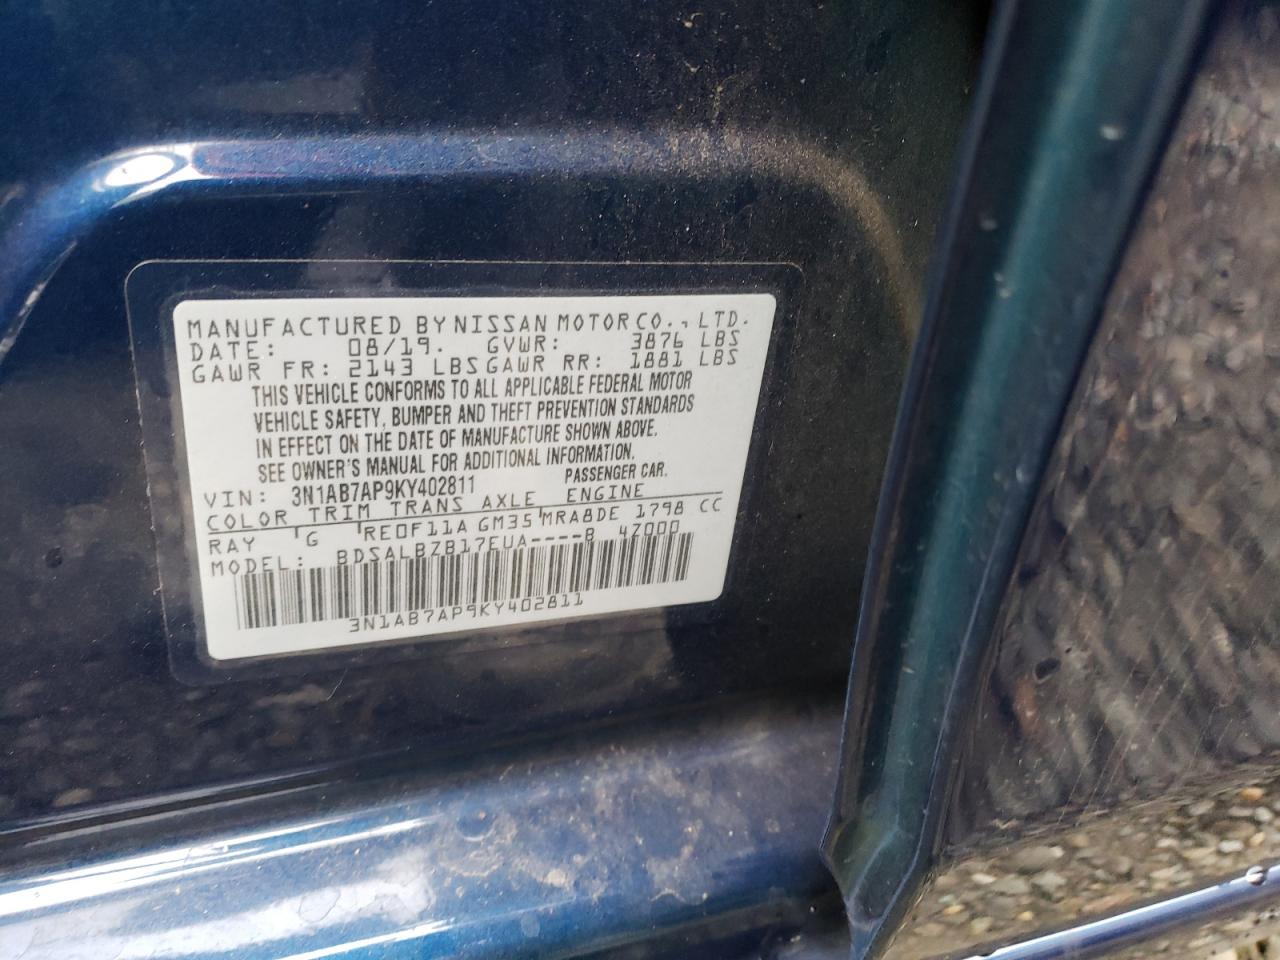 MANUFACTURED BY NISSAN MOTOR CO., LTD.
DATE: 08/19. GVWR: 3876 LBS
GAWR FR: 2143 LBS GAWR RR: 1881 LBS
THIS VEHICLE CONFORMS TO ALL APPLICABLE FEDERAL MOTOR
VEHICLE SAFETY, BUMPER AND THEFT PREVENTION STANDARDS
IN EFFECT ON THE DATE OF MANUFACTURE SHOWN ABOVE.
SEE OWNER'S MANUAL FOR ADDITIONAL INFORMATION.
VIN: 3N1AB7AP9KY402811 PASSENGER CAR.
COLOR TRIM TRANS AXLE ENGINE
RAY G RE0F11A GM35 MRA8DE 1798 CC
MODEL: BDSALBZB17EUA----B 47000
3N1AB7AP9KY402811